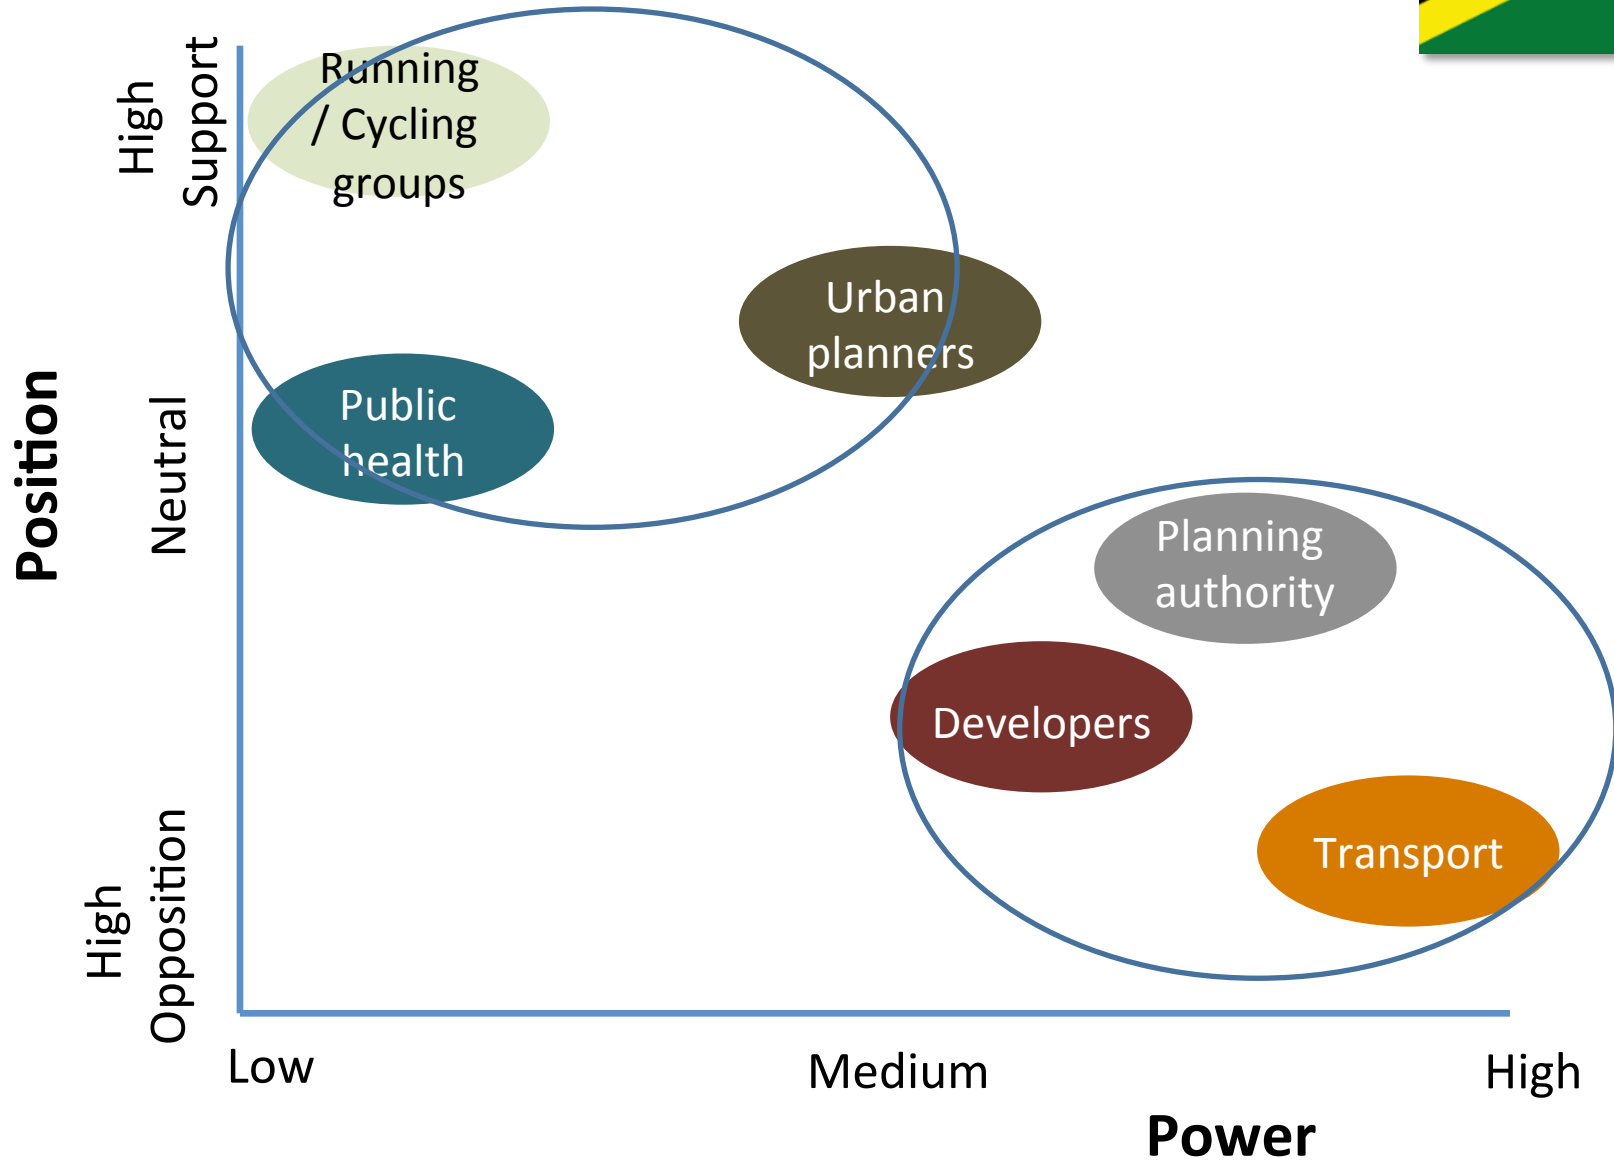 High
Support
Running
/ Cycling
groups
Urban
planners
Position
Neutral
Public
health
Planning
authority
Developers
Transport
High
Opposition
Low
Medium
High
Power